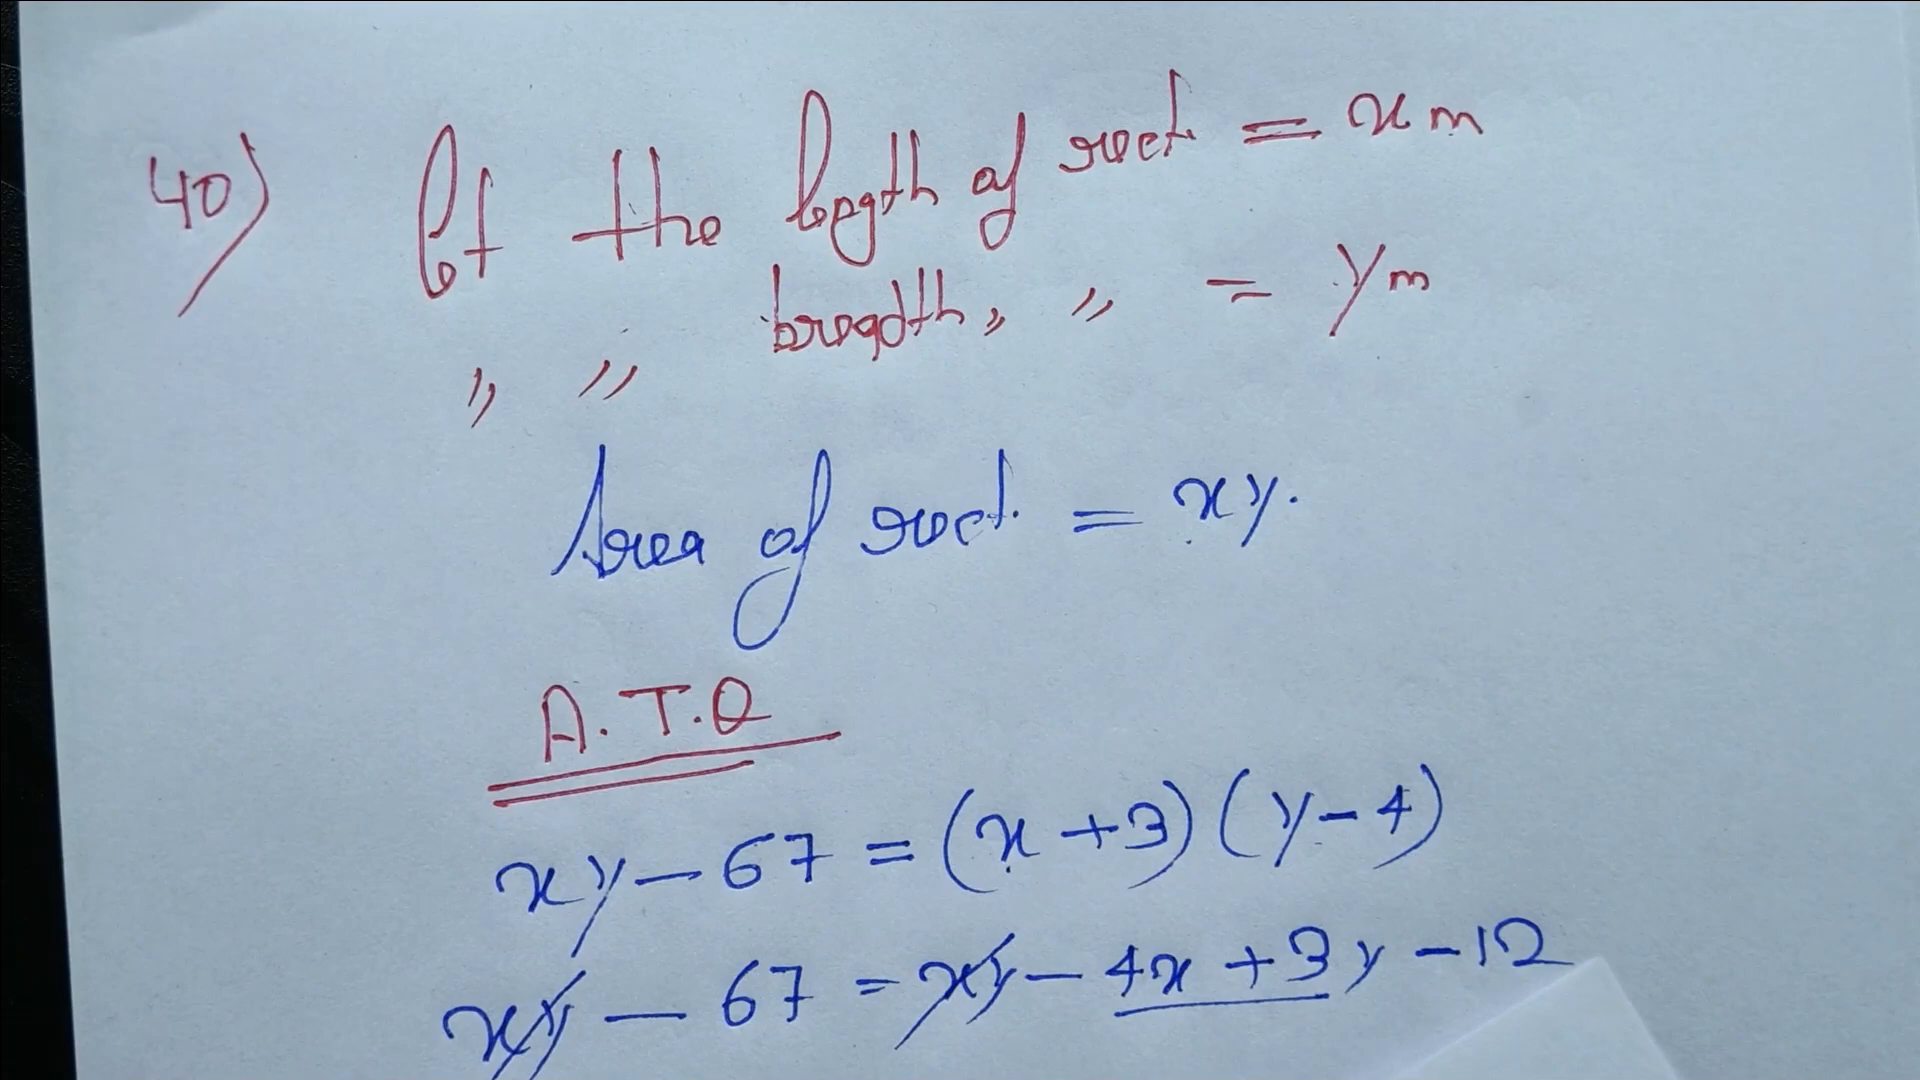 40) let the length of rect. = x m
" " breadth " " = y m
Area of rect. = xy.
A.T.Q
xy - 67 = (x + 3) (y - 4)
xy - 67 = xy - 4x + 3y - 12